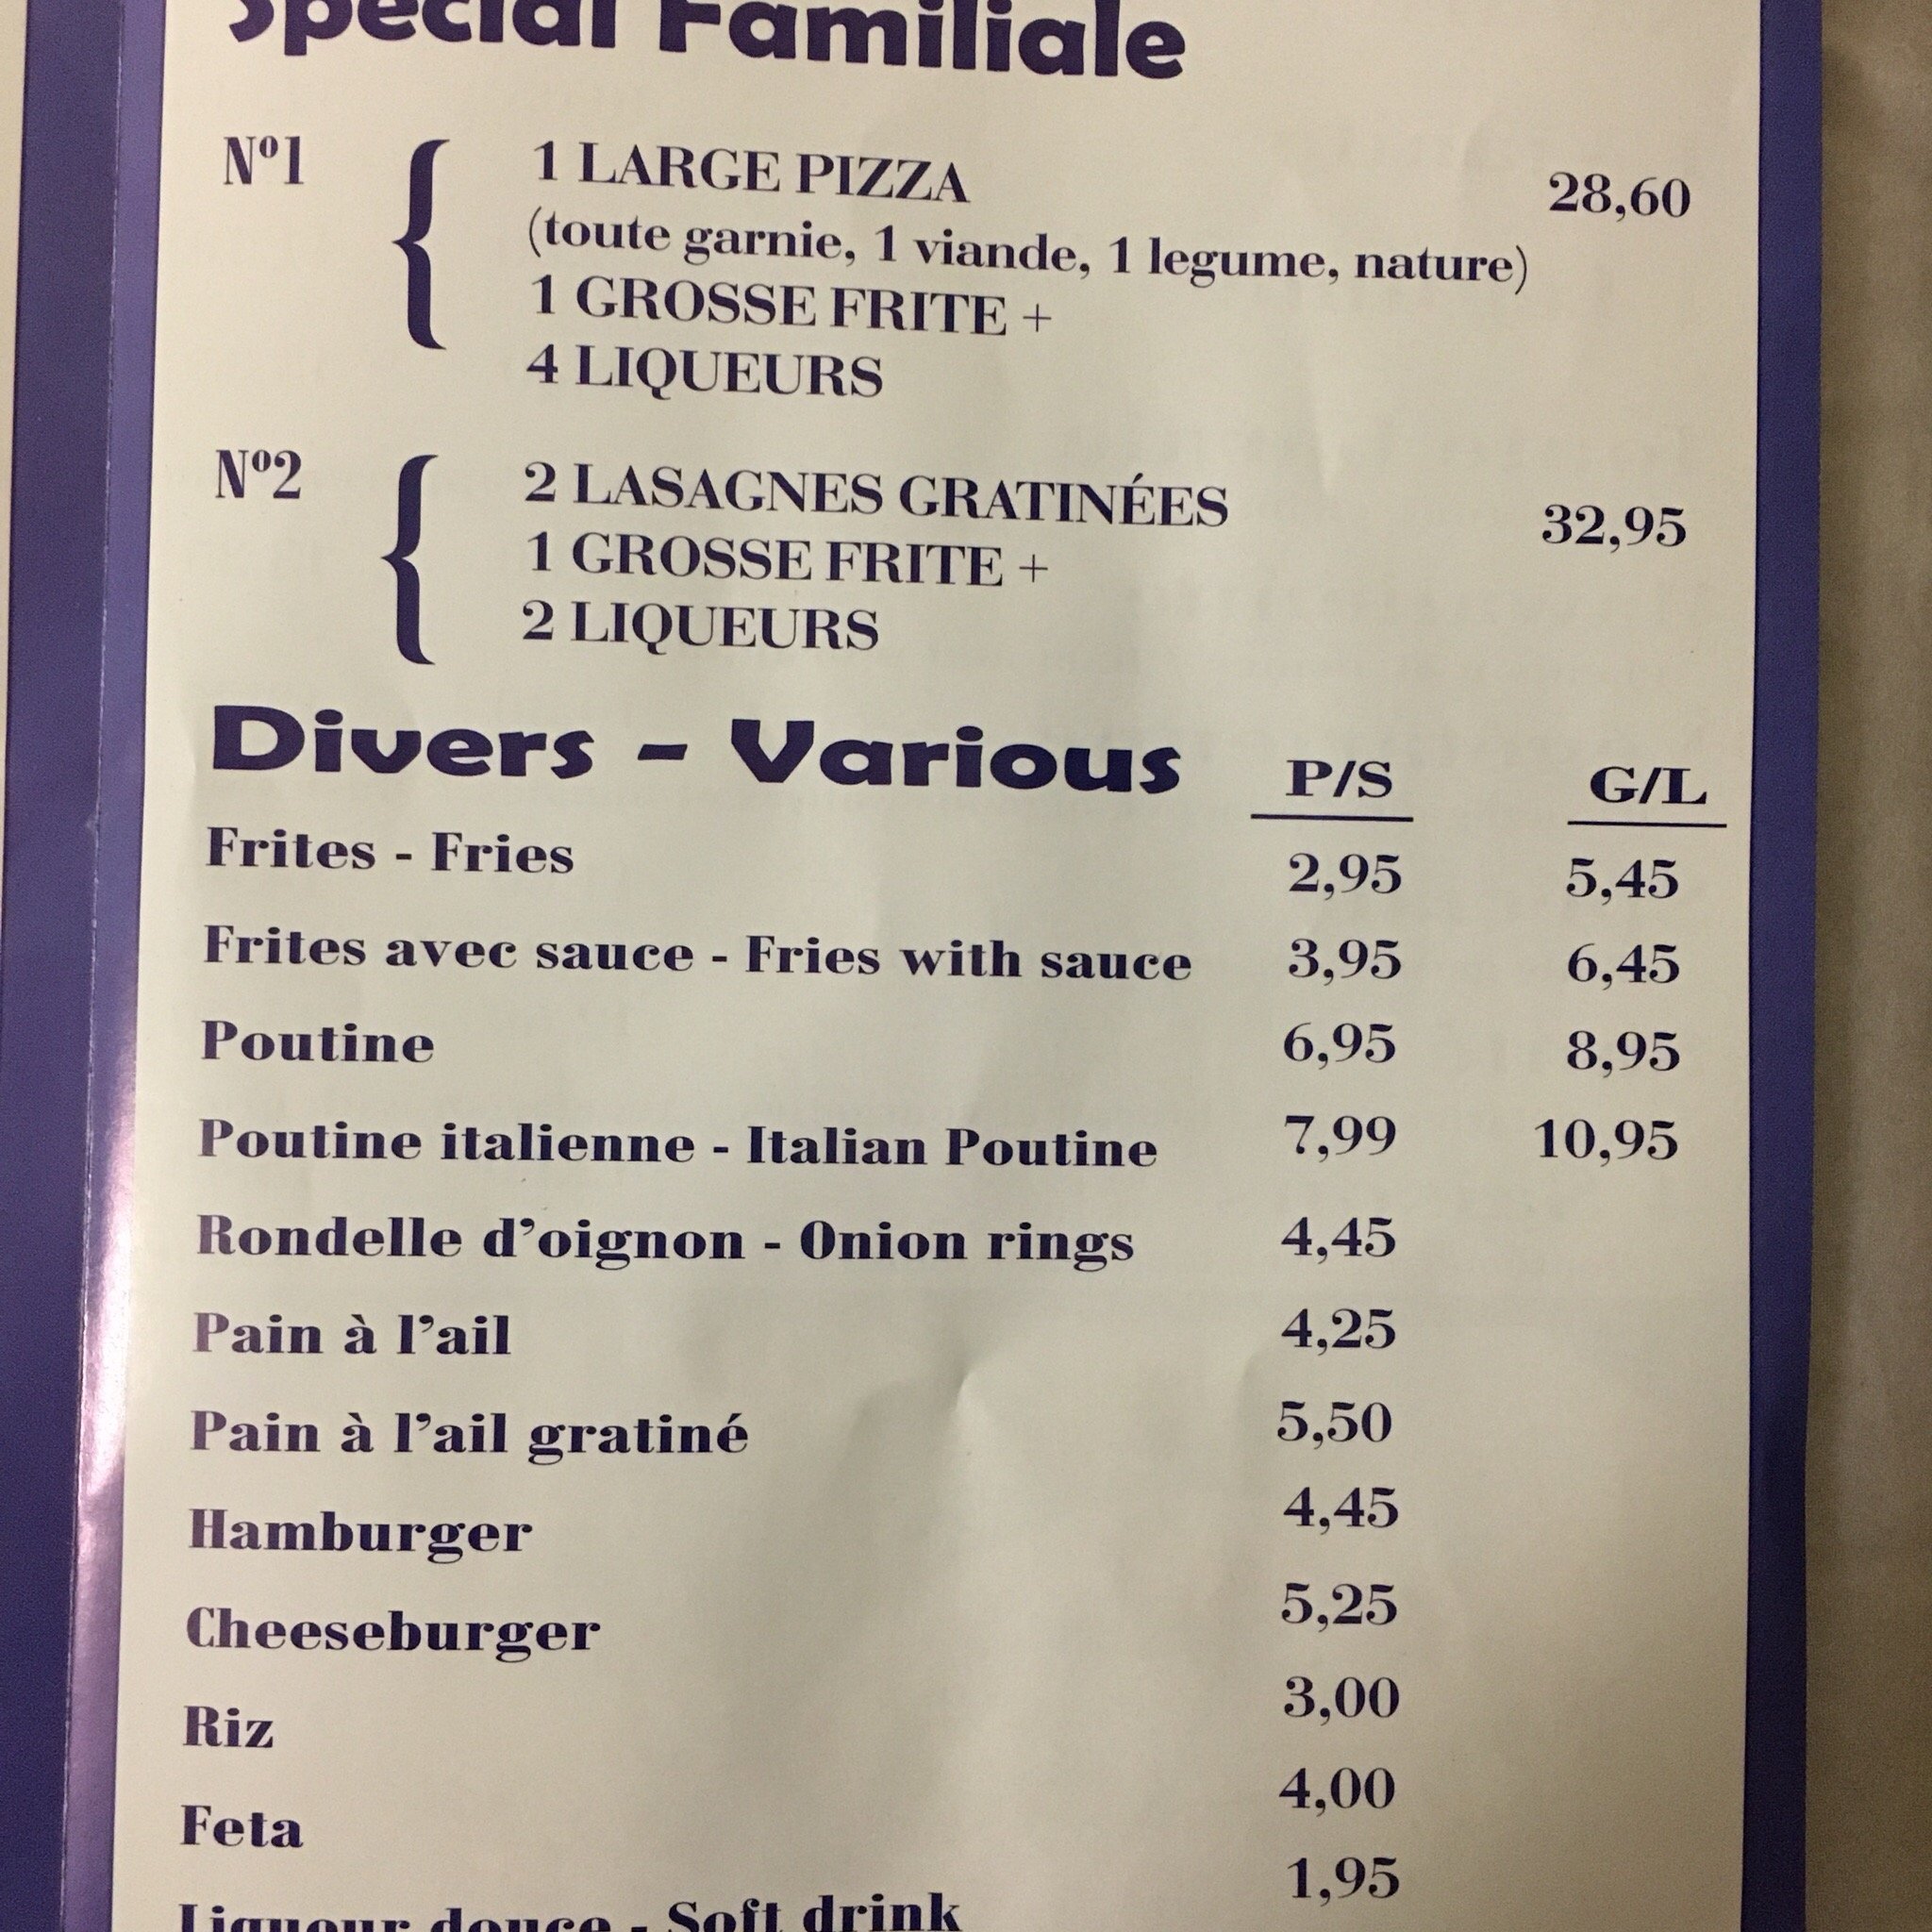 Special Familiale
Nº1 { 1 LARGE PIZZA 28,60
(toute garnie, 1 viande, 1 legume, nature)
1 GROSSE FRITE +
4 LIQUEURS
Nº2 { 2 LASAGNES GRATINÉES 32,95
1 GROSSE FRITE +
2 LIQUEURS
Divers - Various P/S G/L
Frites - Fries 2,95 5,45
Frites avec sauce - Fries with sauce 3,95 6,45
Poutine 6,95 8,95
Poutine italienne - Italian Poutine 7,99 10,95
Rondelle d'oignon - Onion rings 4,45
Pain à l'ail 4,25
Pain à l'ail gratiné 5,50
Hamburger 4,45
Cheeseburger 5,25
Riz 3,00
Feta 4,00
Liqueur douce - Soft drink 1,95